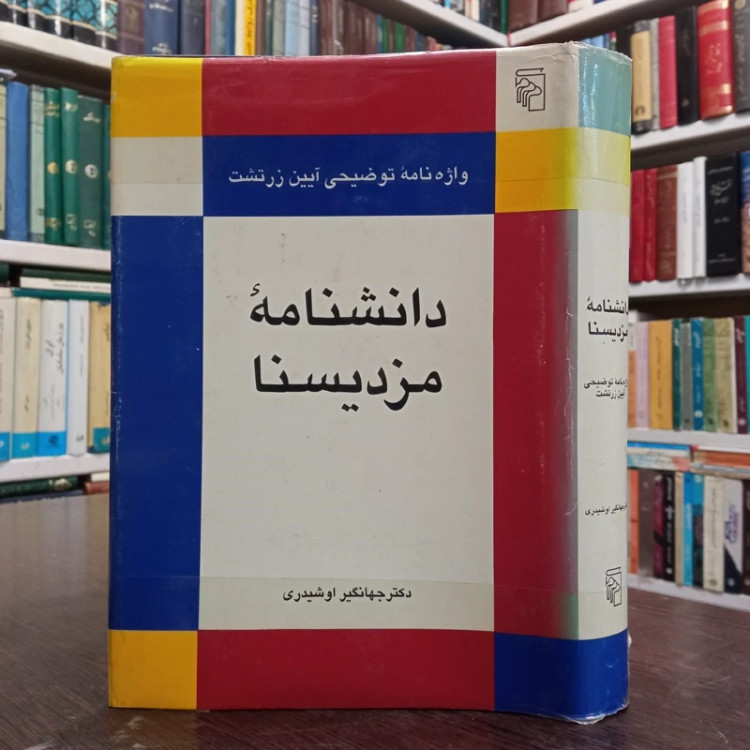 واژه نامهٔ توضیحی آیین زرتشت
دانشنامهٔ
مزدیسنا
دکتر جهانگیر اوشیدری
دانشنامهٔ
مزدیسنا
واژه نامهٔ توضیحی
آیین زرتشت
جهانگیر اوشیدری